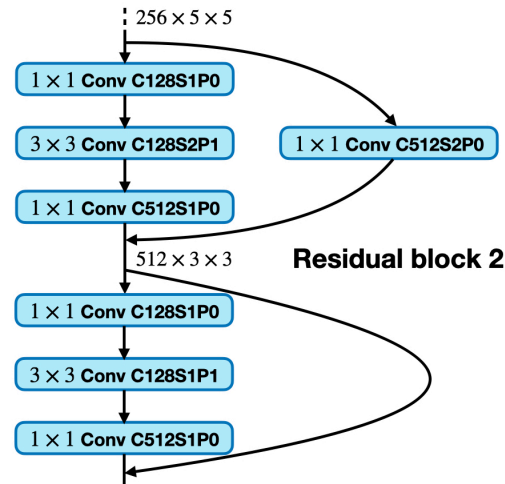 256 × 5 × 5
1 × 1 Conv C128S1P0
3 × 3 Conv C128S2P1
1 × 1 Conv C512S2P0
1 × 1 Conv C512S1P0
512 × 3 × 3
Residual block 2
1 × 1 Conv C128S1P0
3 × 3 Conv C128S1P1
1 × 1 Conv C512S1P0